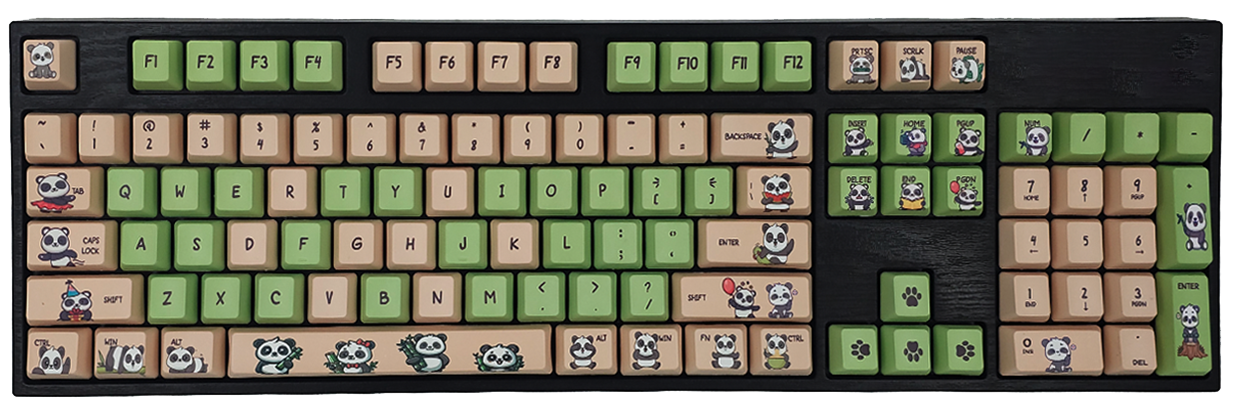 F1 F2 F3 F4 F5 F6 F7 F8 F9 F10 F11 F12 PRTSC SCRLK PAUSE
~ ! @ # $ % ^ & * ( ) - +
1 2 3 4 5 6 7 8 9 0 - = BACKSPACE INSERT HOME PGUP NUM / * -
TAB Q W E R T Y U I O P } { ] [ | \ DELETE END PGDN 7 HOME 8 ↑ 9 PGUP +
CAPS LOCK A S D F G H J K L : ; " ' ENTER 4 ← 5 6 →
SHIFT Z X C V B N M < , > . ? / SHIFT 1 END 2 ↓ 3 PGDN ENTER
CTRL WIN ALT ALT WIN FN CTRL 0 INS . DEL